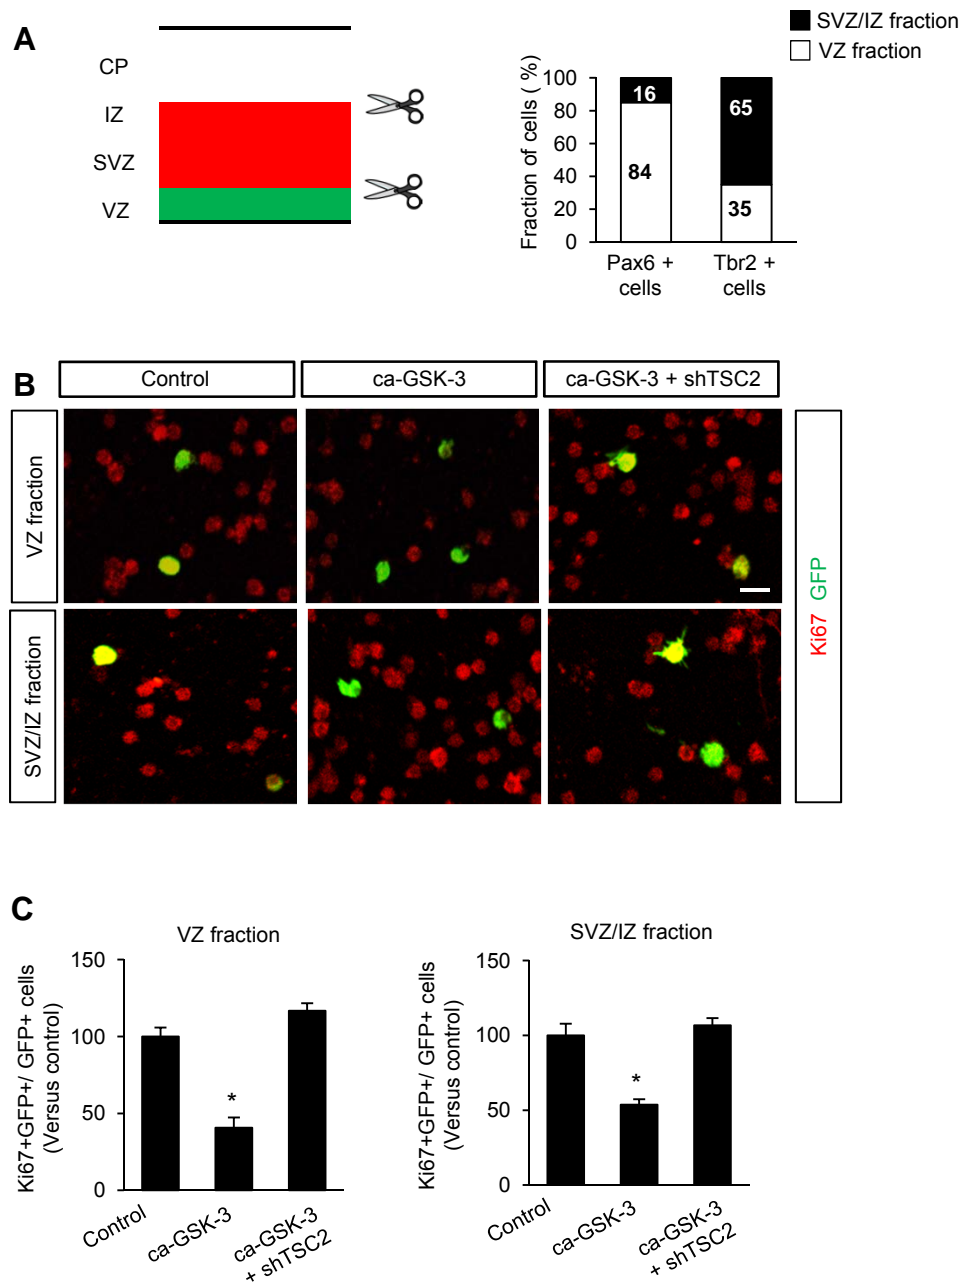 A
CP
IZ
SVZ
VZ
SVZ/IZ fraction
VZ fraction
Fraction of cells ( %)
100
80
60
40
20
0
16
84
65
35
Pax6 +
cells
Tbr2 +
cells
B
Control
ca-GSK-3
ca-GSK-3 + shTSC2
VZ fraction
SVZ/IZ fraction
Ki67 GFP
C
VZ fraction
Ki67+GFP+/ GFP+ cells
(Versus control)
150
100
50
0
*
Control
ca-GSK-3
ca-GSK-3
+ shTSC2
SVZ/IZ fraction
Ki67+GFP+/ GFP+ cells
(Versus control)
150
100
50
0
*
Control
ca-GSK-3
ca-GSK-3
+ shTSC2